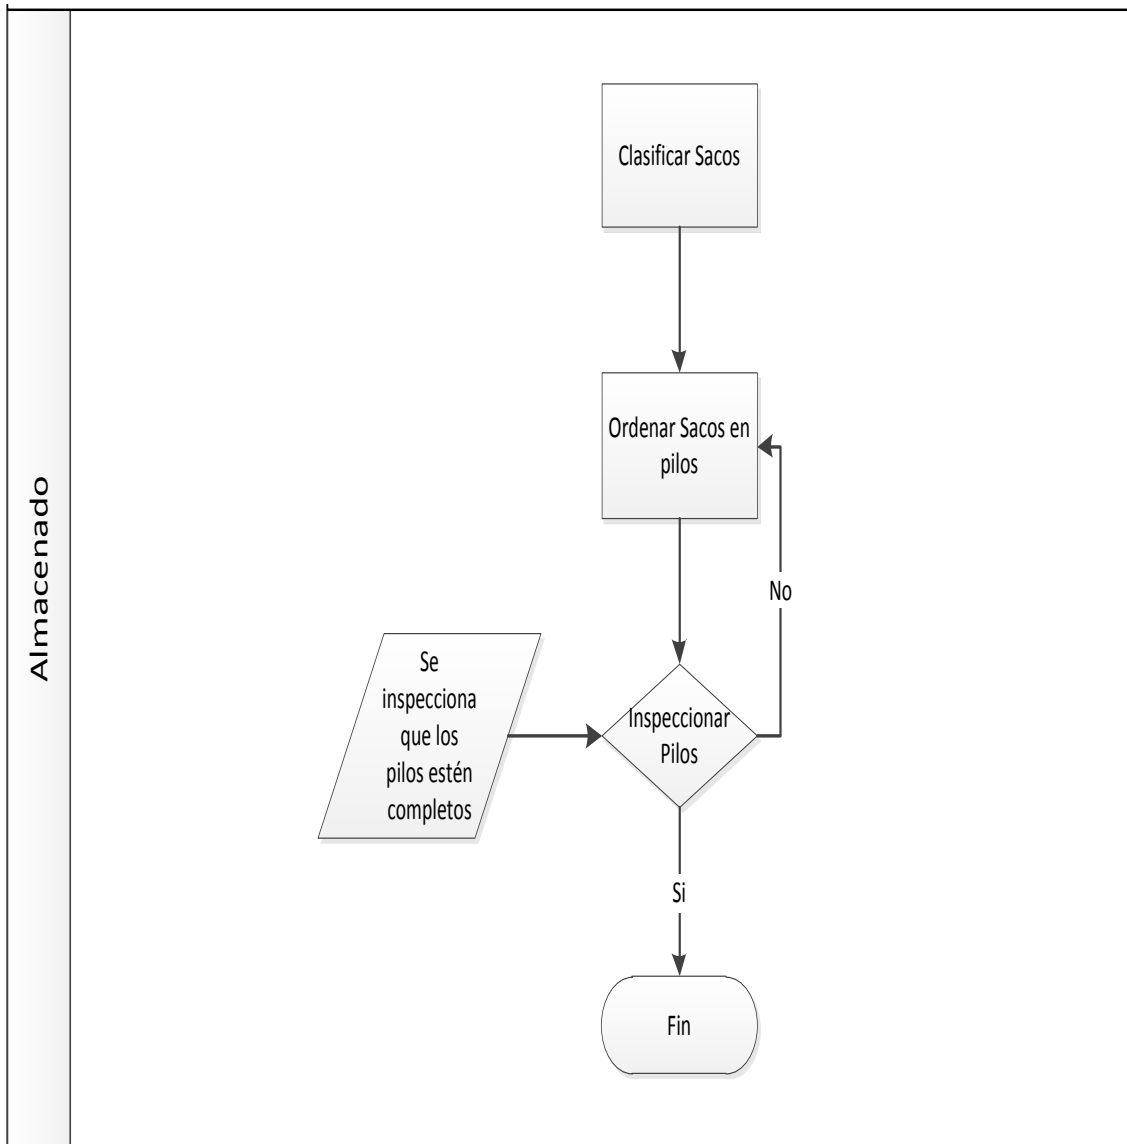 Almacenado
Clasificar Sacos
Ordenar Sacos en
pilos
No
Se
inspecciona
que los
pilos estén
completos
Inspeccionar
Pilos
Si
Fin